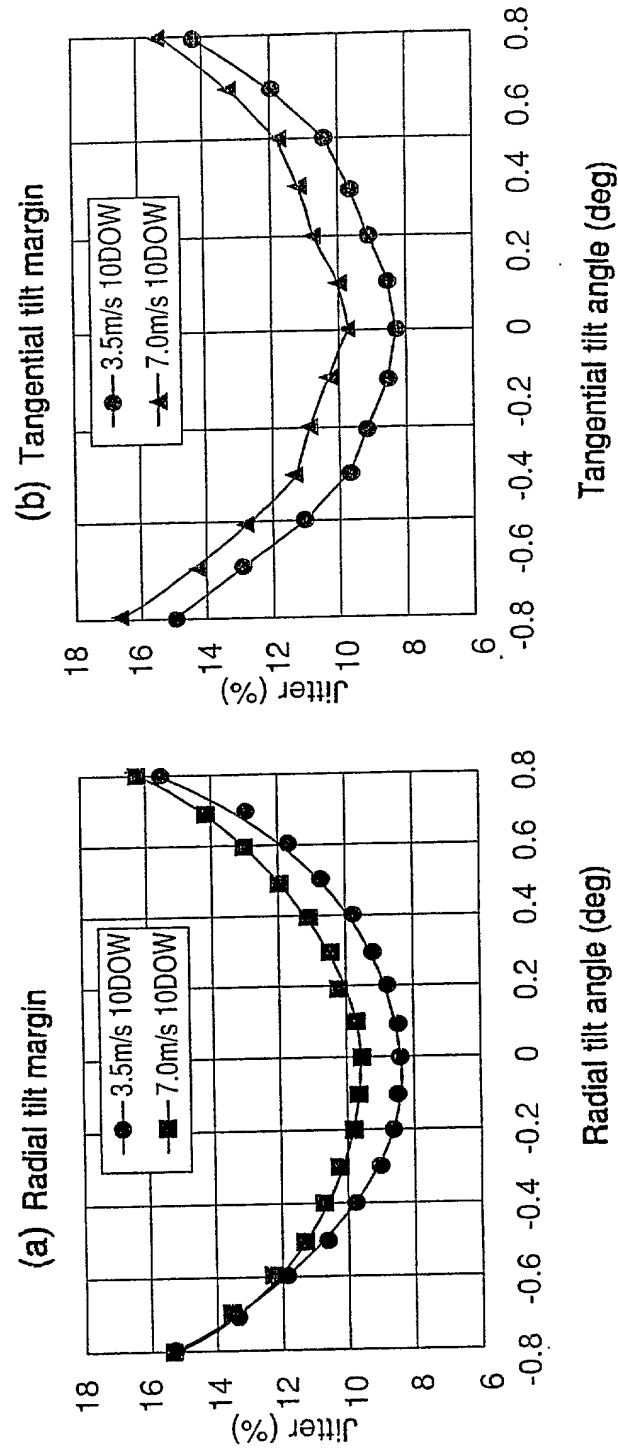 (a) Radial tilt margin
3.5m/s 10DOW
7.0m/s 10DOW
Jitter (%)
18
16
14
12
10
8
6
-0.8 -0.6 -0.4 -0.2 0 0.2 0.4 0.6 0.8
Radial tilt angle (deg)
(b) Tangential tilt margin
3.5m/s 10DOW
7.0m/s 10DOW
Jitter (%)
18
16
14
12
10
8
6
-0.8 -0.6 -0.4 -0.2 0 0.2 0.4 0.6 0.8
Tangential tilt angle (deg)